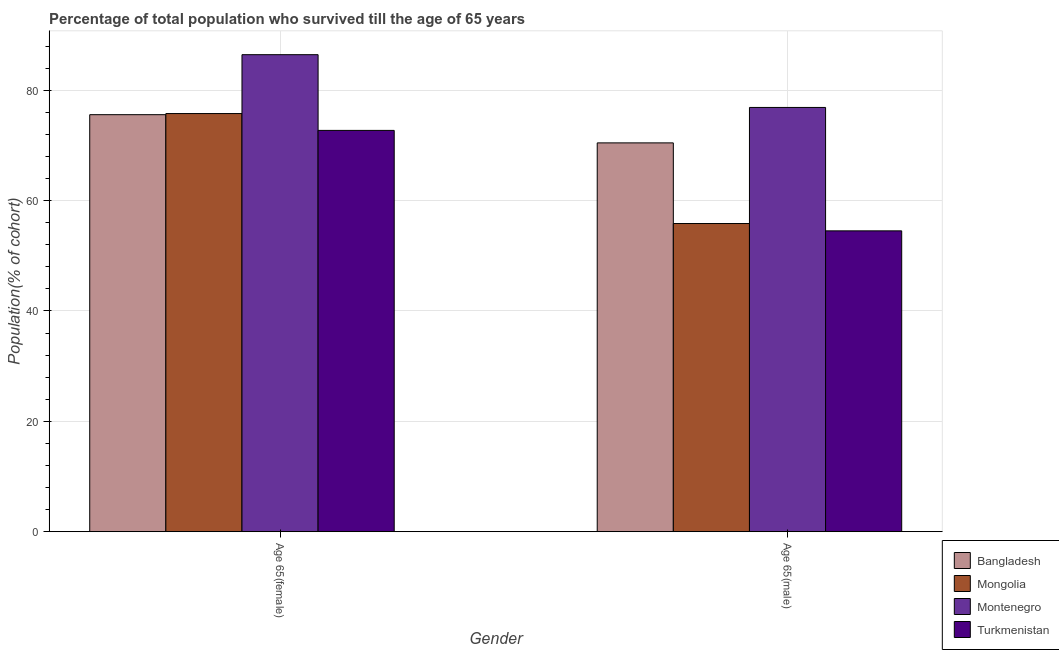 Percentage of total population who survived till the age of 65 years
Population(% of cohort)
80
60
40
20
0
Age 65(female)
Age 65(male)
Gender
Bangladesh
Mongolia
Montenegro
Turkmenistan